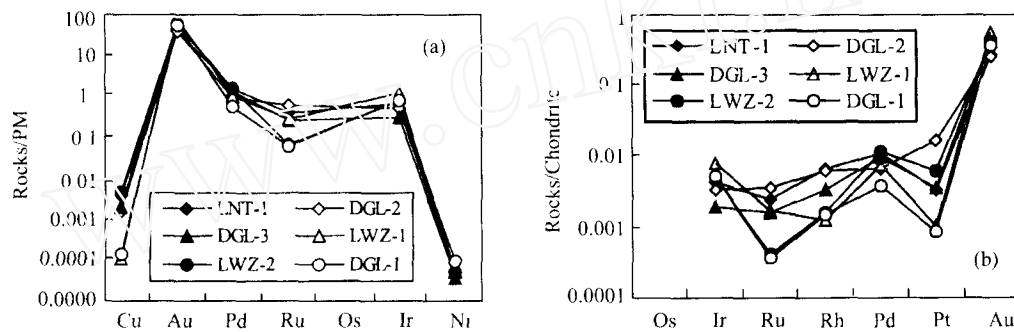 100
10
1
0 1
0.01
0.001
0.0001
0.0000
Rocks/PM
(a)
LNT-1 DGL-2
DGL-3 LWZ-1
LWZ-2 DGL-1
Cu Au Pd Ru Os Ir Ni
1
0.1
0.01
0.001
0.0001
Rocks/Chondrite
LNT-1 DGL-2
DGL-3 LWZ-1
LWZ-2 DGL-1
(b)
Os Ir Ru Rh Pd Pt Au